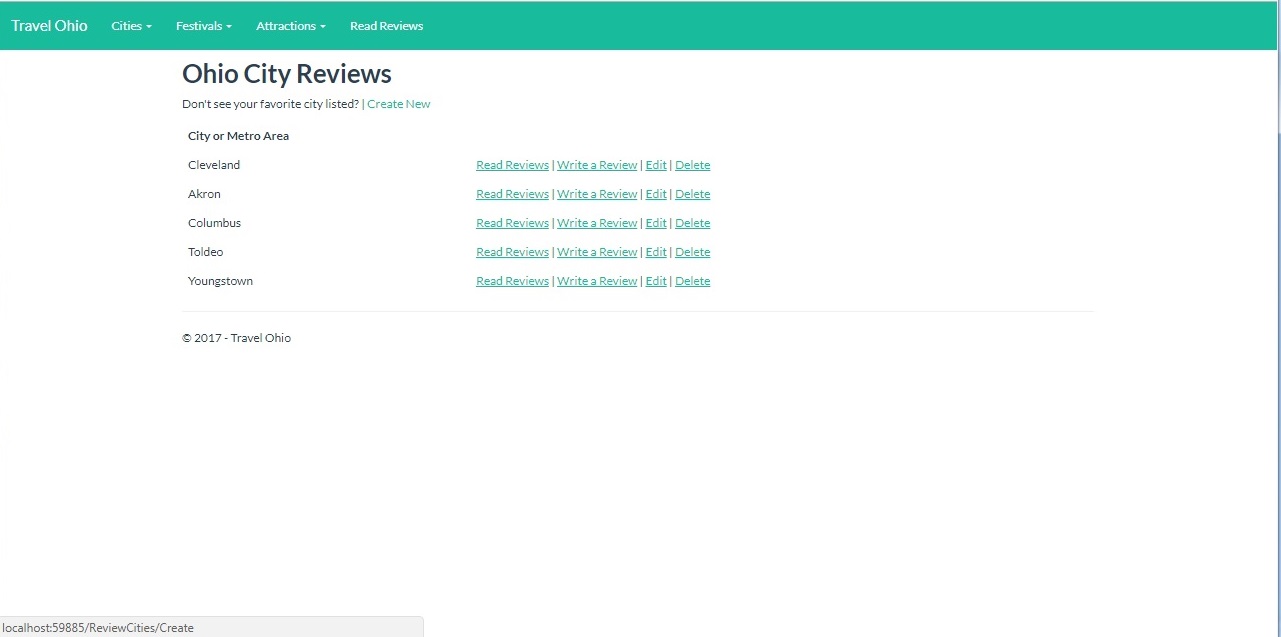 Travel Ohio Cities Festivals Attractions Read Reviews
Ohio City Reviews
Don't see your favorite city listed? | Create New
City or Metro Area
Cleveland Read Reviews | Write a Review | Edit | Delete
Akron Read Reviews | Write a Review | Edit | Delete
Columbus Read Reviews | Write a Review | Edit | Delete
Toldeo Read Reviews | Write a Review | Edit | Delete
Youngstown Read Reviews | Write a Review | Edit | Delete
© 2017 - Travel Ohio
localhost:59885/ReviewCities/Create